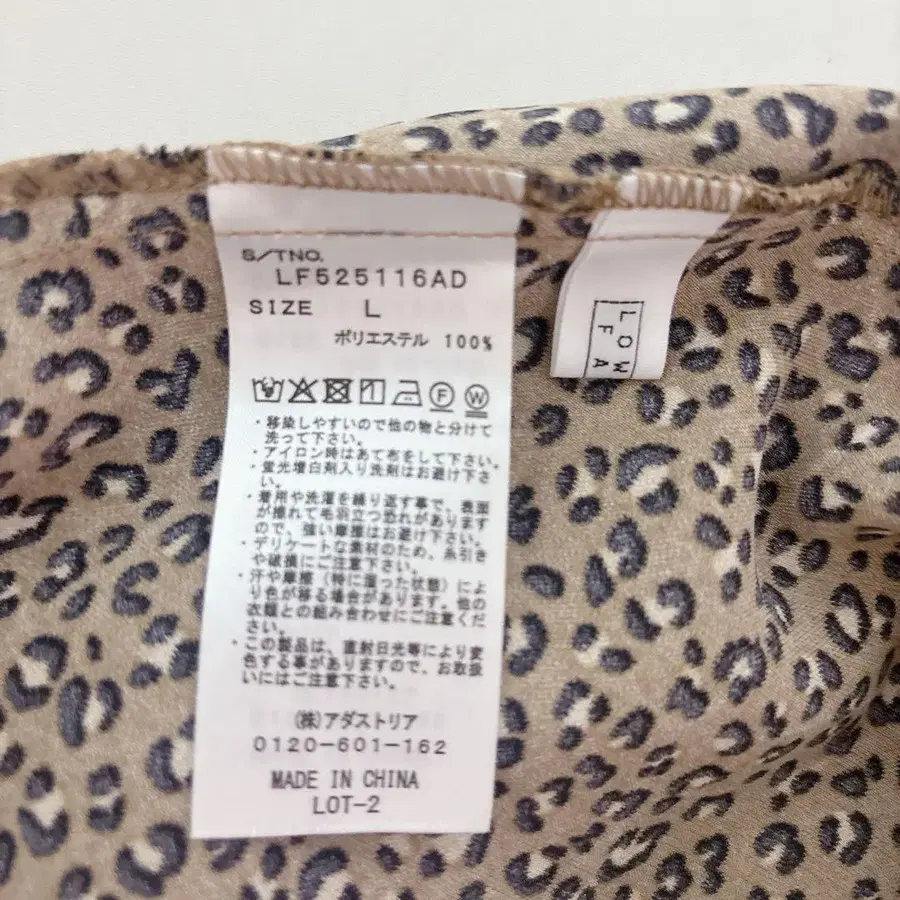 S/TNO.
LF525116AD
SIZE L
ポリエステル 100%
F
W
・移染しやすいので他の物と分けて
洗って下さい。
・アイロン時はあて布をして下さい。
・蛍光増白剤入り洗剤はお避け下さ
い。
・着用や洗濯を繰り返す事で、表面
が擦れて毛羽立つ恐れがあります
ので、強い摩擦はお避け下さい。
・デリケートな素材のため、糸引き
や破損にご注意下さい。
・汗や摩擦（特に湿った状態）によ
り色が移る場合があります。他の
衣類との組み合わせにご注意くだ
さい。
・この製品は、直射日光等により変
色する事がありますので、お取扱
いにはご注意下さい。
(株)アダストリア
0120-601-162
MADE IN CHINA
LOT-2
LOW
F
A